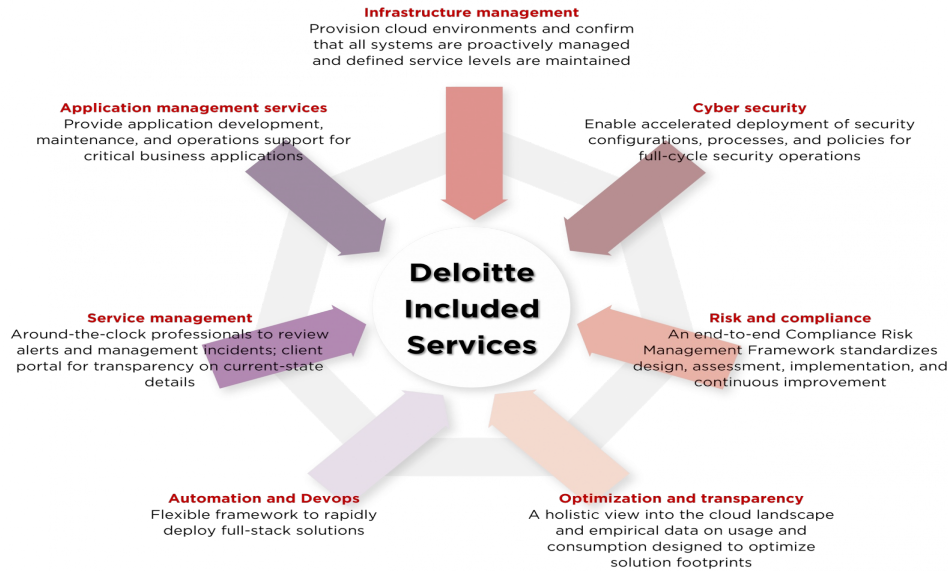 Infrastructure management
Provision cloud environments and confirm
that all systems are proactively managed
and defined service levels are maintained
Application management services
Provide application development,
maintenance, and operations support for
critical business applications
Cyber security
Enable accelerated deployment of security
configurations, processes, and policies for
full-cycle security operations
Deloitte
Included
Services
Service management
Around-the-clock professionals to review
alerts and management incidents; client
portal for transparency on current-state
details
Risk and compliance
An end-to-end Compliance Risk
Management Framework standardizes
design, assessment, implementation, and
continuous improvement
Automation and Devops
Flexible framework to rapidly
deploy full-stack solutions
Optimization and transparency
A holistic view into the cloud landscape
and empirical data on usage and
consumption designed to optimize
solution footprints